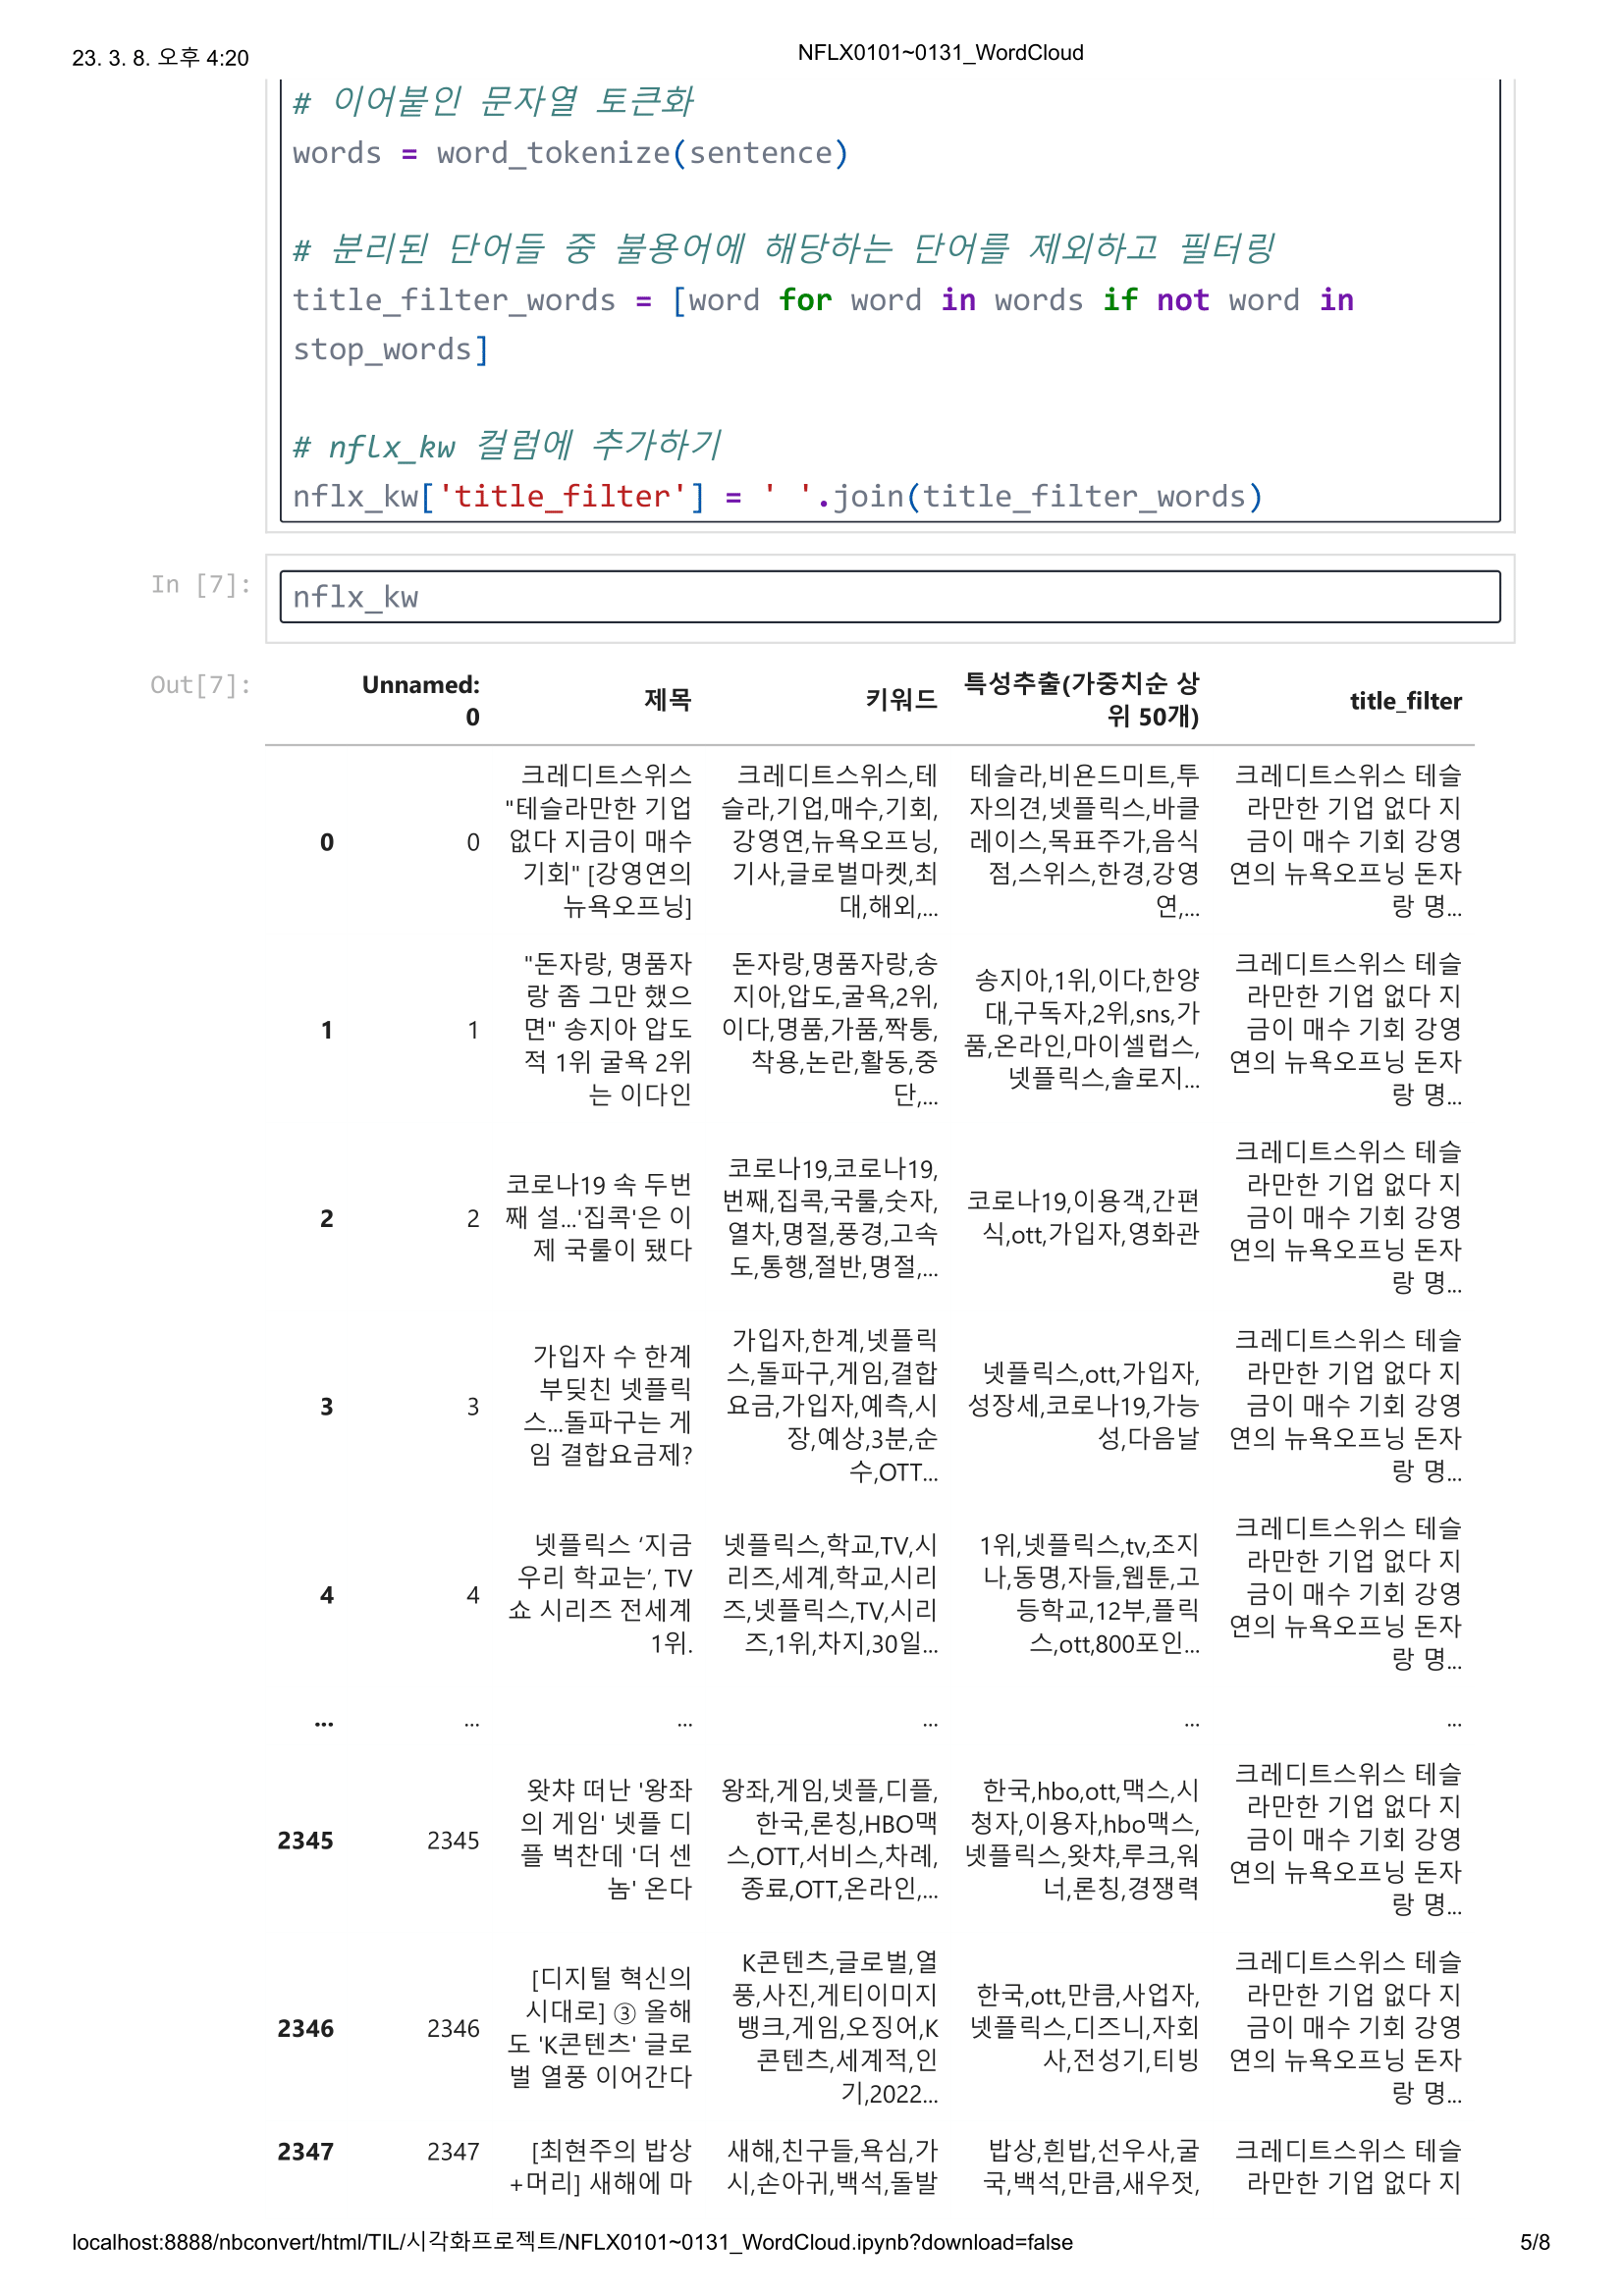 23. 3. 8. 오후 4:20
NFLX0101~0131_WordCloud
# 이어붙인 문자열 토큰화
words = word_tokenize(sentence)
# 분리된 단어들 중 불용어에 해당하는 단어를 제외하고 필터링
title_filter_words = [word for word in words if not word in
stop_words]
# nflx_kw 컬럼에 추가하기
nflx_kw['title_filter'] = ' '.join(title_filter_words)
In [7]:
nflx_kw
Out[7]:
Unnamed:
0
제목
키워드
특성추출(가중치순 상
위 50개)
title_filter
0
0
크레디트스위스
"테슬라만한 기업
없다 지금이 매수
기회" [강영연의
뉴욕오프닝]
크레디트스위스,테
슬라,기업,매수,기회,
강영연,뉴욕오프닝,
기사,글로벌마켓,최
대,해외,...
테슬라,비욘드미트,투
자의견,넷플릭스,바클
레이스,목표주가,음식
점,스위스,한경,강영
연,...
크레디트스위스 테슬
라만한 기업 없다 지
금이 매수 기회 강영
연의 뉴욕오프닝 돈자
랑 명...
1
1
"돈자랑, 명품자
랑 좀 그만 했으
면" 송지아 압도
적 1위 굴욕 2위
는 이다인
돈자랑,명품자랑,송
지아,압도,굴욕,2위,
이다,명품,가품,짝퉁,
착용,논란,활동,중
단,...
송지아,1위,이다,한양
대,구독자,2위,sns,가
품,온라인,마이셀럽스,
넷플릭스,솔로지...
크레디트스위스 테슬
라만한 기업 없다 지
금이 매수 기회 강영
연의 뉴욕오프닝 돈자
랑 명...
2
2
코로나19 속 두번
째 설...'집콕'은 이
제 국룰이 됐다
코로나19,코로나19,
번째,집콕,국룰,숫자,
열차,명절,풍경,고속
도,통행,절반,명절,...
코로나19,이용객,간편
식,ott,가입자,영화관
크레디트스위스 테슬
라만한 기업 없다 지
금이 매수 기회 강영
연의 뉴욕오프닝 돈자
랑 명...
3
3
가입자 수 한계
부딪친 넷플릭
스...돌파구는 게
임 결합요금제?
가입자,한계,넷플릭
스,돌파구,게임,결합
요금,가입자,예측,시
장,예상,3분,순
수,OTT...
넷플릭스,ott,가입자,
성장세,코로나19,가능
성,다음날
크레디트스위스 테슬
라만한 기업 없다 지
금이 매수 기회 강영
연의 뉴욕오프닝 돈자
랑 명...
4
4
넷플릭스 ‘지금
우리 학교는’, TV
쇼 시리즈 전세계
1위.
넷플릭스,학교,TV,시
리즈,세계,학교,시리
즈,넷플릭스,TV,시리
즈,1위,차지,30일...
1위,넷플릭스,tv,조지
나,동명,자들,웹툰,고
등학교,12부,플릭
스,ott,800포인...
크레디트스위스 테슬
라만한 기업 없다 지
금이 매수 기회 강영
연의 뉴욕오프닝 돈자
랑 명...
...
...
...
...
...
...
2345
2345
왓챠 떠난 '왕좌
의 게임' 넷플 디
플 벅찬데 '더 센
놈' 온다
왕좌,게임,넷플,디플,
한국,론칭,HBO맥
스,OTT,서비스,차례,
종료,OTT,온라인,...
한국,hbo,ott,맥스,시
청자,이용자,hbo맥스,
넷플릭스,왓챠,루크,워
너,론칭,경쟁력
크레디트스위스 테슬
라만한 기업 없다 지
금이 매수 기회 강영
연의 뉴욕오프닝 돈자
랑 명...
2346
2346
[디지털 혁신의
시대로] ③ 올해
도 'K콘텐츠' 글로
벌 열풍 이어간다
K콘텐츠,글로벌,열
풍,사진,게티이미지
뱅크,게임,오징어,K
콘텐츠,세계적,인
기,2022...
한국,ott,만큼,사업자,
넷플릭스,디즈니,자회
사,전성기,티빙
크레디트스위스 테슬
라만한 기업 없다 지
금이 매수 기회 강영
연의 뉴욕오프닝 돈자
랑 명...
2347
2347
[최현주의 밥상
+머리] 새해에 마
새해,친구들,욕심,가
시,손아귀,백석,돌발
밥상,흰밥,선우사,굴
국,백석,만큼,새우젓,
크레디트스위스 테슬
라만한 기업 없다 지
localhost:8888/nbconvert/html/TIL/시각화프로젝트/NFLX0101~0131_WordCloud.ipynb?download=false
5/8